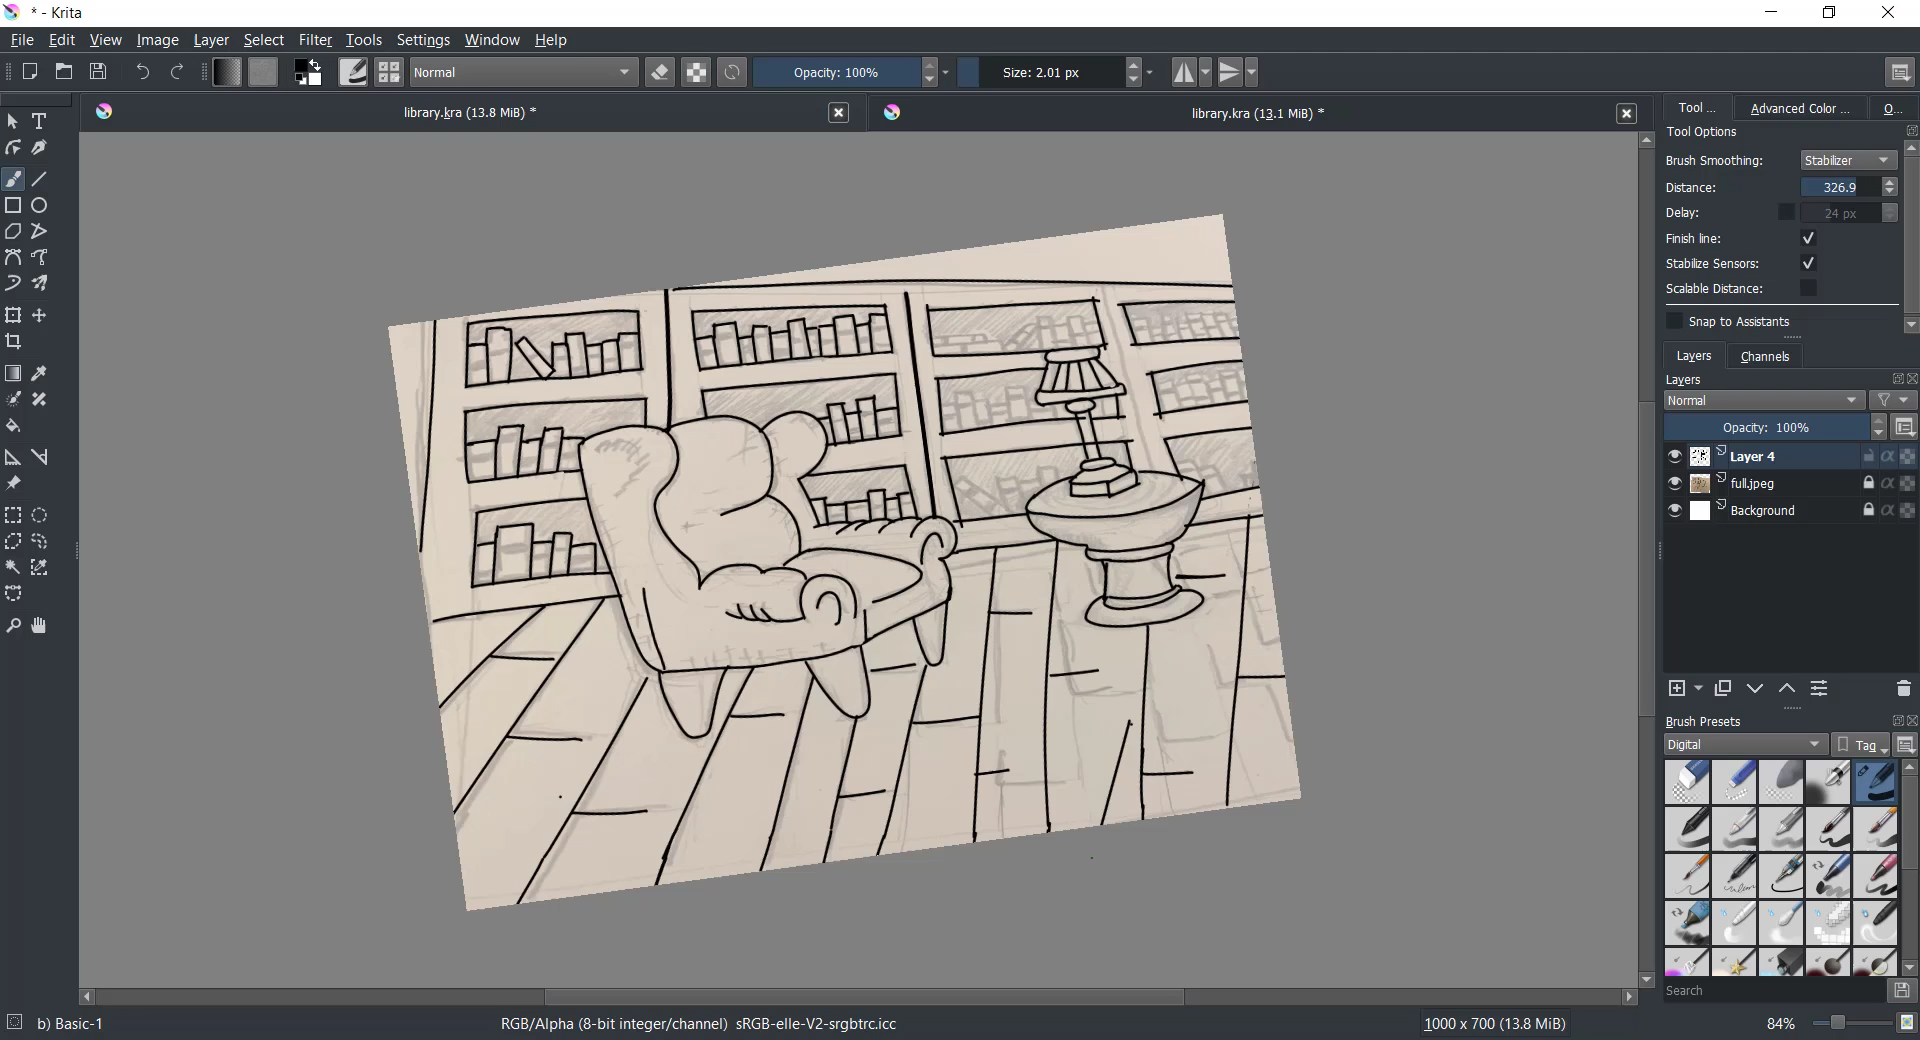 * - Krita
File Edit View Image Layer Select Filter Tools Settings Window Help
Normal Opacity: 100% Size: 2.01 px
library.kra (13.8 MiB) * library.kra (13.1 MiB) *
Tool ... Advanced Color ... O...
Tool Options
Brush Smoothing: Stabilizer
Distance: 326.9
Delay: 24 px
Finish line:
Stabilize Sensors:
Scalable Distance:
Snap to Assistants
Layers Channels
Layers
Normal
Opacity: 100%
Layer 4
full.jpeg
Background
Brush Presets
Digital Tag
Search
b) Basic-1 RGB/Alpha (8-bit integer/channel) sRGB-elle-V2-srgbtrc.icc 1000 x 700 (13.8 MiB) 84%